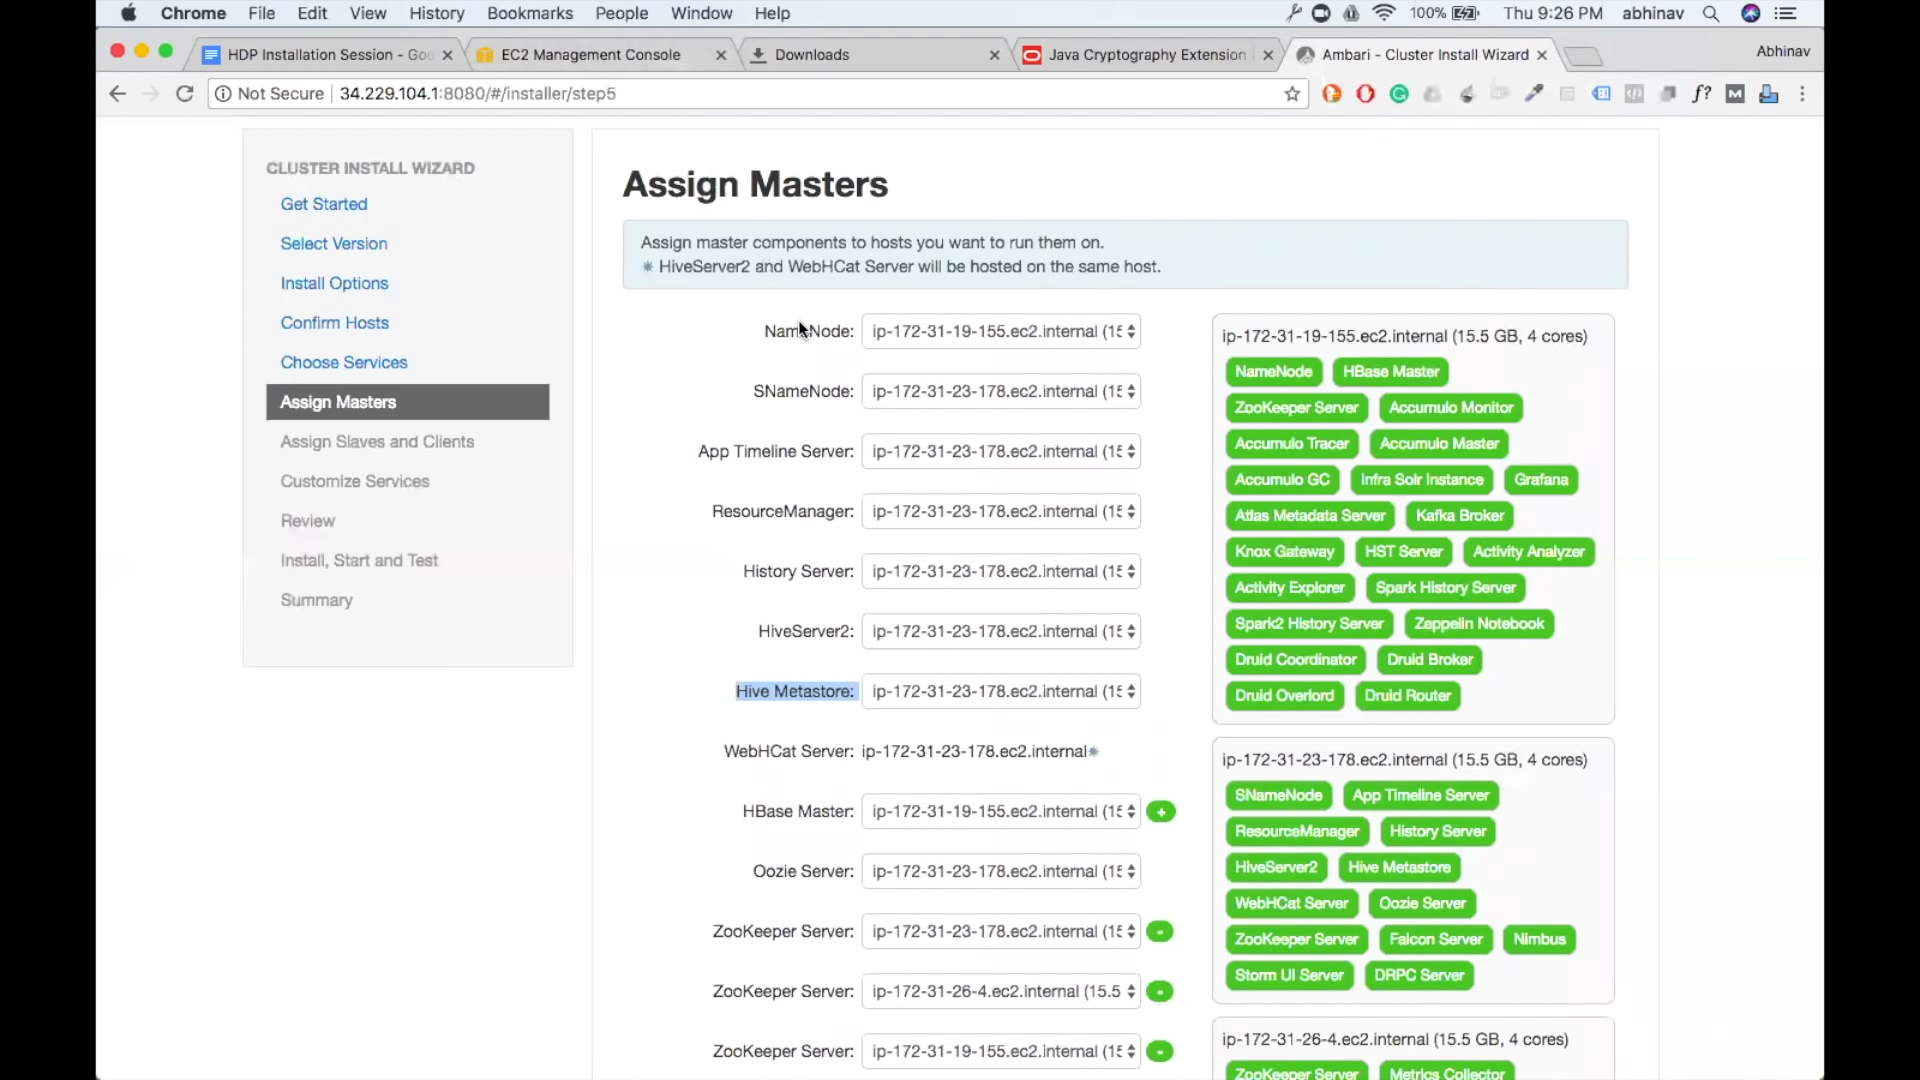 Chrome File Edit View History Bookmarks People Window Help 100% Thu 9:26 PM abhinav
HDP Installation Session - Goo
EC2 Management Console
Downloads
Java Cryptography Extension
Ambari - Cluster Install Wizard
Abhinav
Not Secure 34.229.104.1:8080/#/installer/step5
f?
M
CLUSTER INSTALL WIZARD
Get Started
Select Version
Install Options
Confirm Hosts
Choose Services
Assign Masters
Assign Slaves and Clients
Customize Services
Review
Install, Start and Test
Summary
Assign Masters
Assign master components to hosts you want to run them on.
* HiveServer2 and WebHCat Server will be hosted on the same host.
NameNode: ip-172-31-19-155.ec2.internal (15
SNameNode: ip-172-31-23-178.ec2.internal (15
App Timeline Server: ip-172-31-23-178.ec2.internal (15
ResourceManager: ip-172-31-23-178.ec2.internal (15
History Server: ip-172-31-23-178.ec2.internal (15
HiveServer2: ip-172-31-23-178.ec2.internal (15
Hive Metastore: ip-172-31-23-178.ec2.internal (15
WebHCat Server: ip-172-31-23-178.ec2.internal*
HBase Master: ip-172-31-19-155.ec2.internal (15 +
Oozie Server: ip-172-31-23-178.ec2.internal (15
ZooKeeper Server: ip-172-31-23-178.ec2.internal (15 -
ZooKeeper Server: ip-172-31-26-4.ec2.internal (15.5 -
ZooKeeper Server: ip-172-31-19-155.ec2.internal (15 -
ip-172-31-19-155.ec2.internal (15.5 GB, 4 cores)
NameNode HBase Master
ZooKeeper Server Accumulo Monitor
Accumulo Tracer Accumulo Master
Accumulo GC Infra Solr Instance Grafana
Atlas Metadata Server Kafka Broker
Knox Gateway HST Server Activity Analyzer
Activity Explorer Spark History Server
Spark2 History Server Zeppelin Notebook
Druid Coordinator Druid Broker
Druid Overlord Druid Router
ip-172-31-23-178.ec2.internal (15.5 GB, 4 cores)
SNameNode App Timeline Server
ResourceManager History Server
HiveServer2 Hive Metastore
WebHCat Server Oozie Server
ZooKeeper Server Falcon Server Nimbus
Storm UI Server DRPC Server
ip-172-31-26-4.ec2.internal (15.5 GB, 4 cores)
ZooKeeper Server Metrics Collector